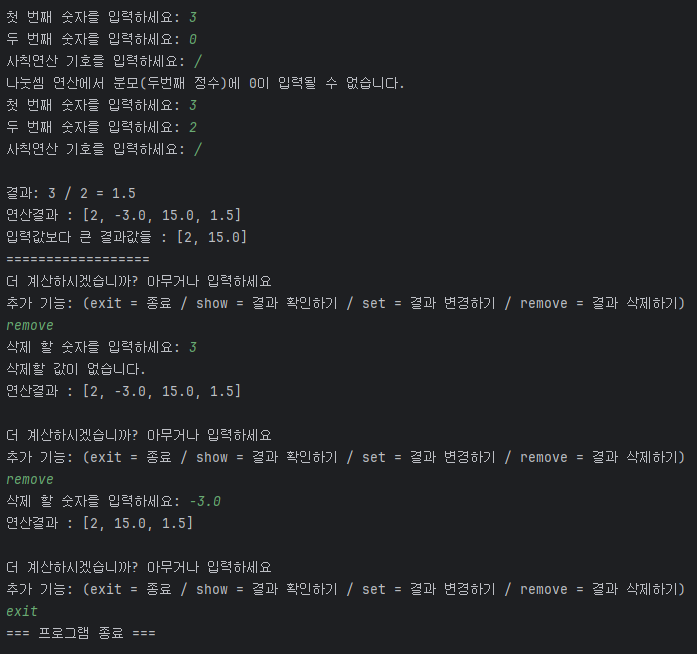 첫 번째 숫자를 입력하세요: 3
두 번째 숫자를 입력하세요: 0
사칙연산 기호를 입력하세요: /
나눗셈 연산에서 분모(두번째 정수)에 0이 입력될 수 없습니다.
첫 번째 숫자를 입력하세요: 3
두 번째 숫자를 입력하세요: 2
사칙연산 기호를 입력하세요: /
결과: 3 / 2 = 1.5
연산결과 : [2, -3.0, 15.0, 1.5]
입력값보다 큰 결과값들 : [2, 15.0]
==================
더 계산하시겠습니까? 아무거나 입력하세요
추가 기능: (exit = 종료 / show = 결과 확인하기 / set = 결과 변경하기 / remove = 결과 삭제하기)
remove
삭제 할 숫자를 입력하세요: 3
삭제할 값이 없습니다.
연산결과 : [2, -3.0, 15.0, 1.5]
더 계산하시겠습니까? 아무거나 입력하세요
추가 기능: (exit = 종료 / show = 결과 확인하기 / set = 결과 변경하기 / remove = 결과 삭제하기)
remove
삭제 할 숫자를 입력하세요: -3.0
연산결과 : [2, 15.0, 1.5]
더 계산하시겠습니까? 아무거나 입력하세요
추가 기능: (exit = 종료 / show = 결과 확인하기 / set = 결과 변경하기 / remove = 결과 삭제하기)
exit
=== 프로그램 종료 ===